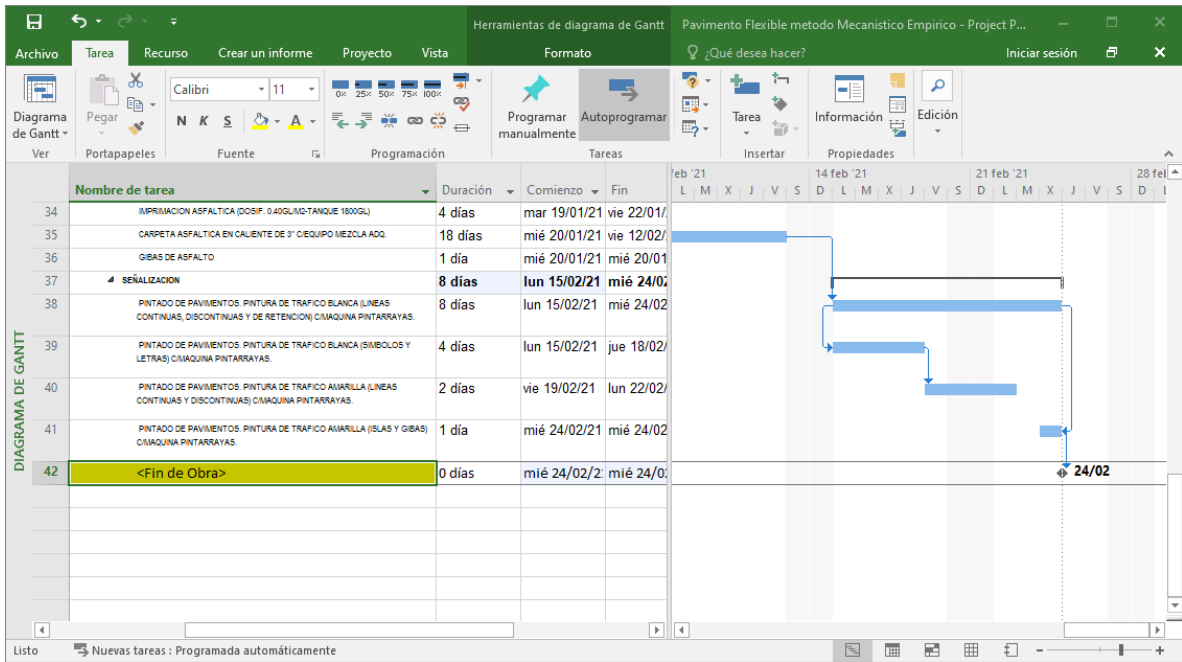 Herramientas de diagrama de Gantt
Pavimento Flexible metodo Mecanistico Empirico - Project P...
Archivo Tarea Recurso Crear un informe Proyecto Vista Formato ¿Qué desea hacer? Iniciar sesión
Diagrama de Gantt
Pegar
Calibri 11
N K S A
0% 25% 50% 75% 100%
Programar manualmente
Autoprogramar
Tarea
Información
Edición
Ver Portapapeles Fuente Programación Tareas Insertar Propiedades
feb '21 14 feb '21 21 feb '21 28 feb
Nombre de tarea Duración Comienzo Fin L M X J V S D L M X J V S D L M X J V S D L
34 IMPRIMACION ASFALTICA (DOSIF. 0.40GL/M2-TANQUE 1800GL) 4 días mar 19/01/21 vie 22/01/
35 CARPETA ASFALTICA EN CALIENTE DE 3" C/EQUIPO MEZCLA ADQ. 18 días mié 20/01/21 vie 12/02/
36 GIBAS DE ASFALTO 1 día mié 20/01/21 mié 20/01
37 SEÑALIZACION 8 días lun 15/02/21 mié 24/02
38 PINTADO DE PAVIMENTOS. PINTURA DE TRAFICO BLANCA (LINEAS 8 días lun 15/02/21 mié 24/02
CONTINUAS, DISCONTINUAS Y DE RETENCION) C/MAQUINA PINTARRAYAS.
39 PINTADO DE PAVIMENTOS. PINTURA DE TRAFICO BLANCA (SIMBOLOS Y 4 días lun 15/02/21 jue 18/02/
LETRAS) C/MAQUINA PINTARRAYAS.
40 PINTADO DE PAVIMENTOS. PINTURA DE TRAFICO AMARILLA (LINEAS 2 días vie 19/02/21 lun 22/02/
CONTINUAS Y DISCONTINUAS) C/MAQUINA PINTARRAYAS.
41 PINTADO DE PAVIMENTOS. PINTURA DE TRAFICO AMARILLA (ISLAS Y GIBAS) 1 día mié 24/02/21 mié 24/02
C/MAQUINA PINTARRAYAS.
42 <Fin de Obra> 0 días mié 24/02/2 mié 24/0 24/02
DIAGRAMA DE GANTT
Listo Nuevas tareas : Programada automáticamente